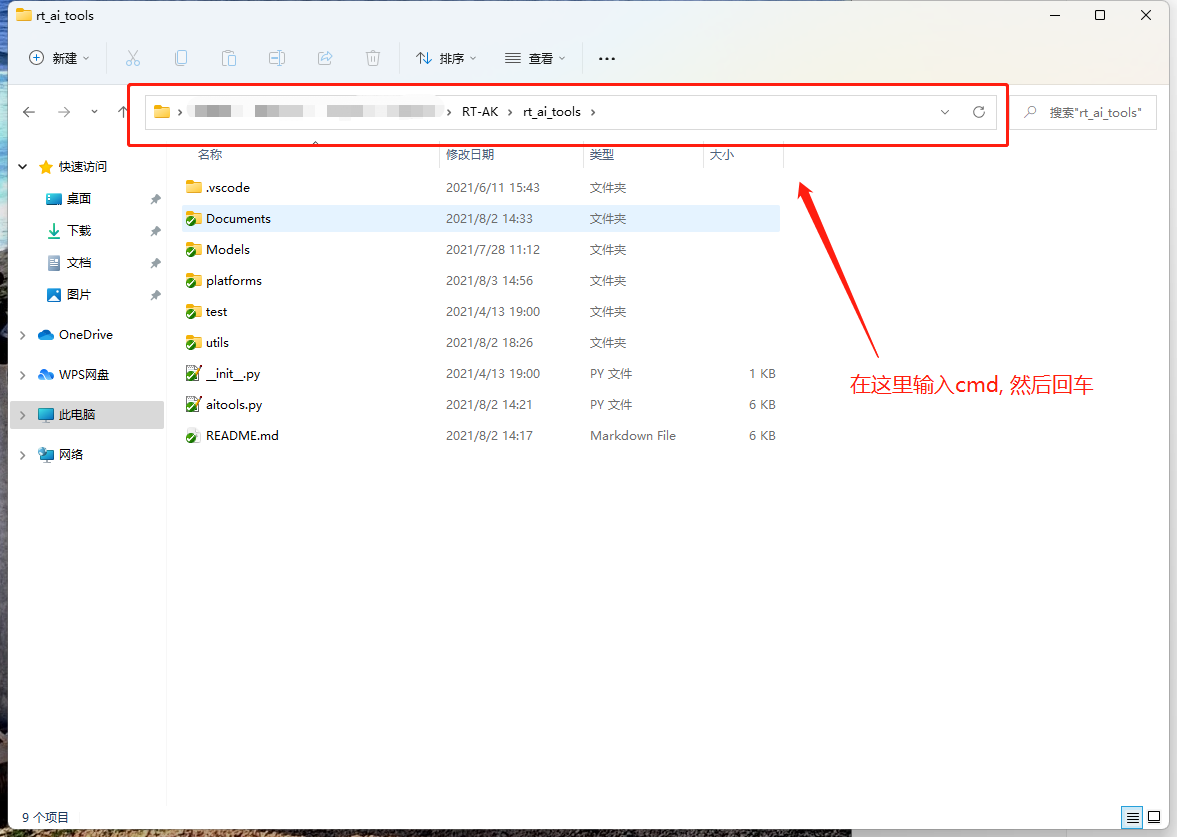 rt_ai_tools
新建
排序
查看
RT-AK
rt_ai_tools
搜索"rt_ai_tools"
名称 修改日期 类型 大小
快速访问
桌面
下载
文档
图片
OneDrive
WPS网盘
此电脑
网络
.vscode 2021/6/11 15:43 文件夹
Documents 2021/8/2 14:33 文件夹
Models 2021/7/28 11:12 文件夹
platforms 2021/8/3 14:56 文件夹
test 2021/4/13 19:00 文件夹
utils 2021/8/2 18:26 文件夹
__init__.py 2021/4/13 19:00 PY 文件 1 KB
aitools.py 2021/8/2 14:21 PY 文件 6 KB
README.md 2021/8/2 14:17 Markdown File 6 KB
在这里输入cmd, 然后回车
9 个项目